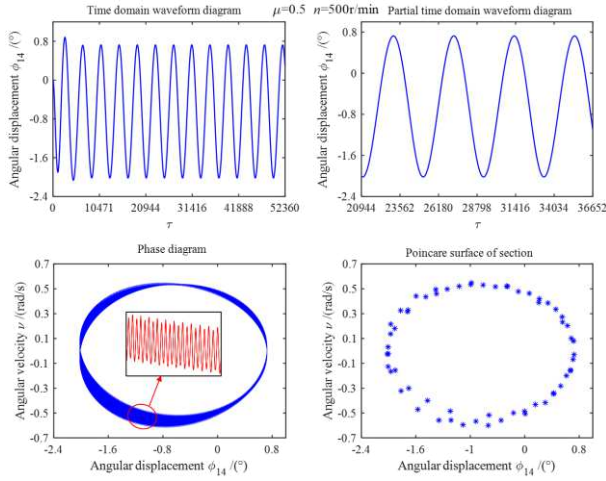 Time domain waveform diagram
μ=0.5 n=500r/min
Partial time domain waveform diagram
Angular displacement ϕ14 /(°)
1.6
0.8
0
-0.8
-1.6
-2.4
0 10471 20944 31416 41888 52360
τ
Angular displacement ϕ14 /(°)
0.8
0
-0.8
-1.6
-2.4
20944 23562 26180 28798 31416 34034 36652
τ
Phase diagram
Angular velocity ν /(rad/s)
0.7
0.5
0.3
0.1
-0.1
-0.3
-0.5
-0.7
-2.4 -1.6 -0.8 0 0.8
Angular displacement ϕ14 /(°)
Poincare surface of section
Angular velocity ν /(rad/s)
0.7
0.5
0.3
0.1
-0.1
-0.3
-0.5
-0.7
-3 -2 -1 0 1
Angular displacement ϕ14 /(°)